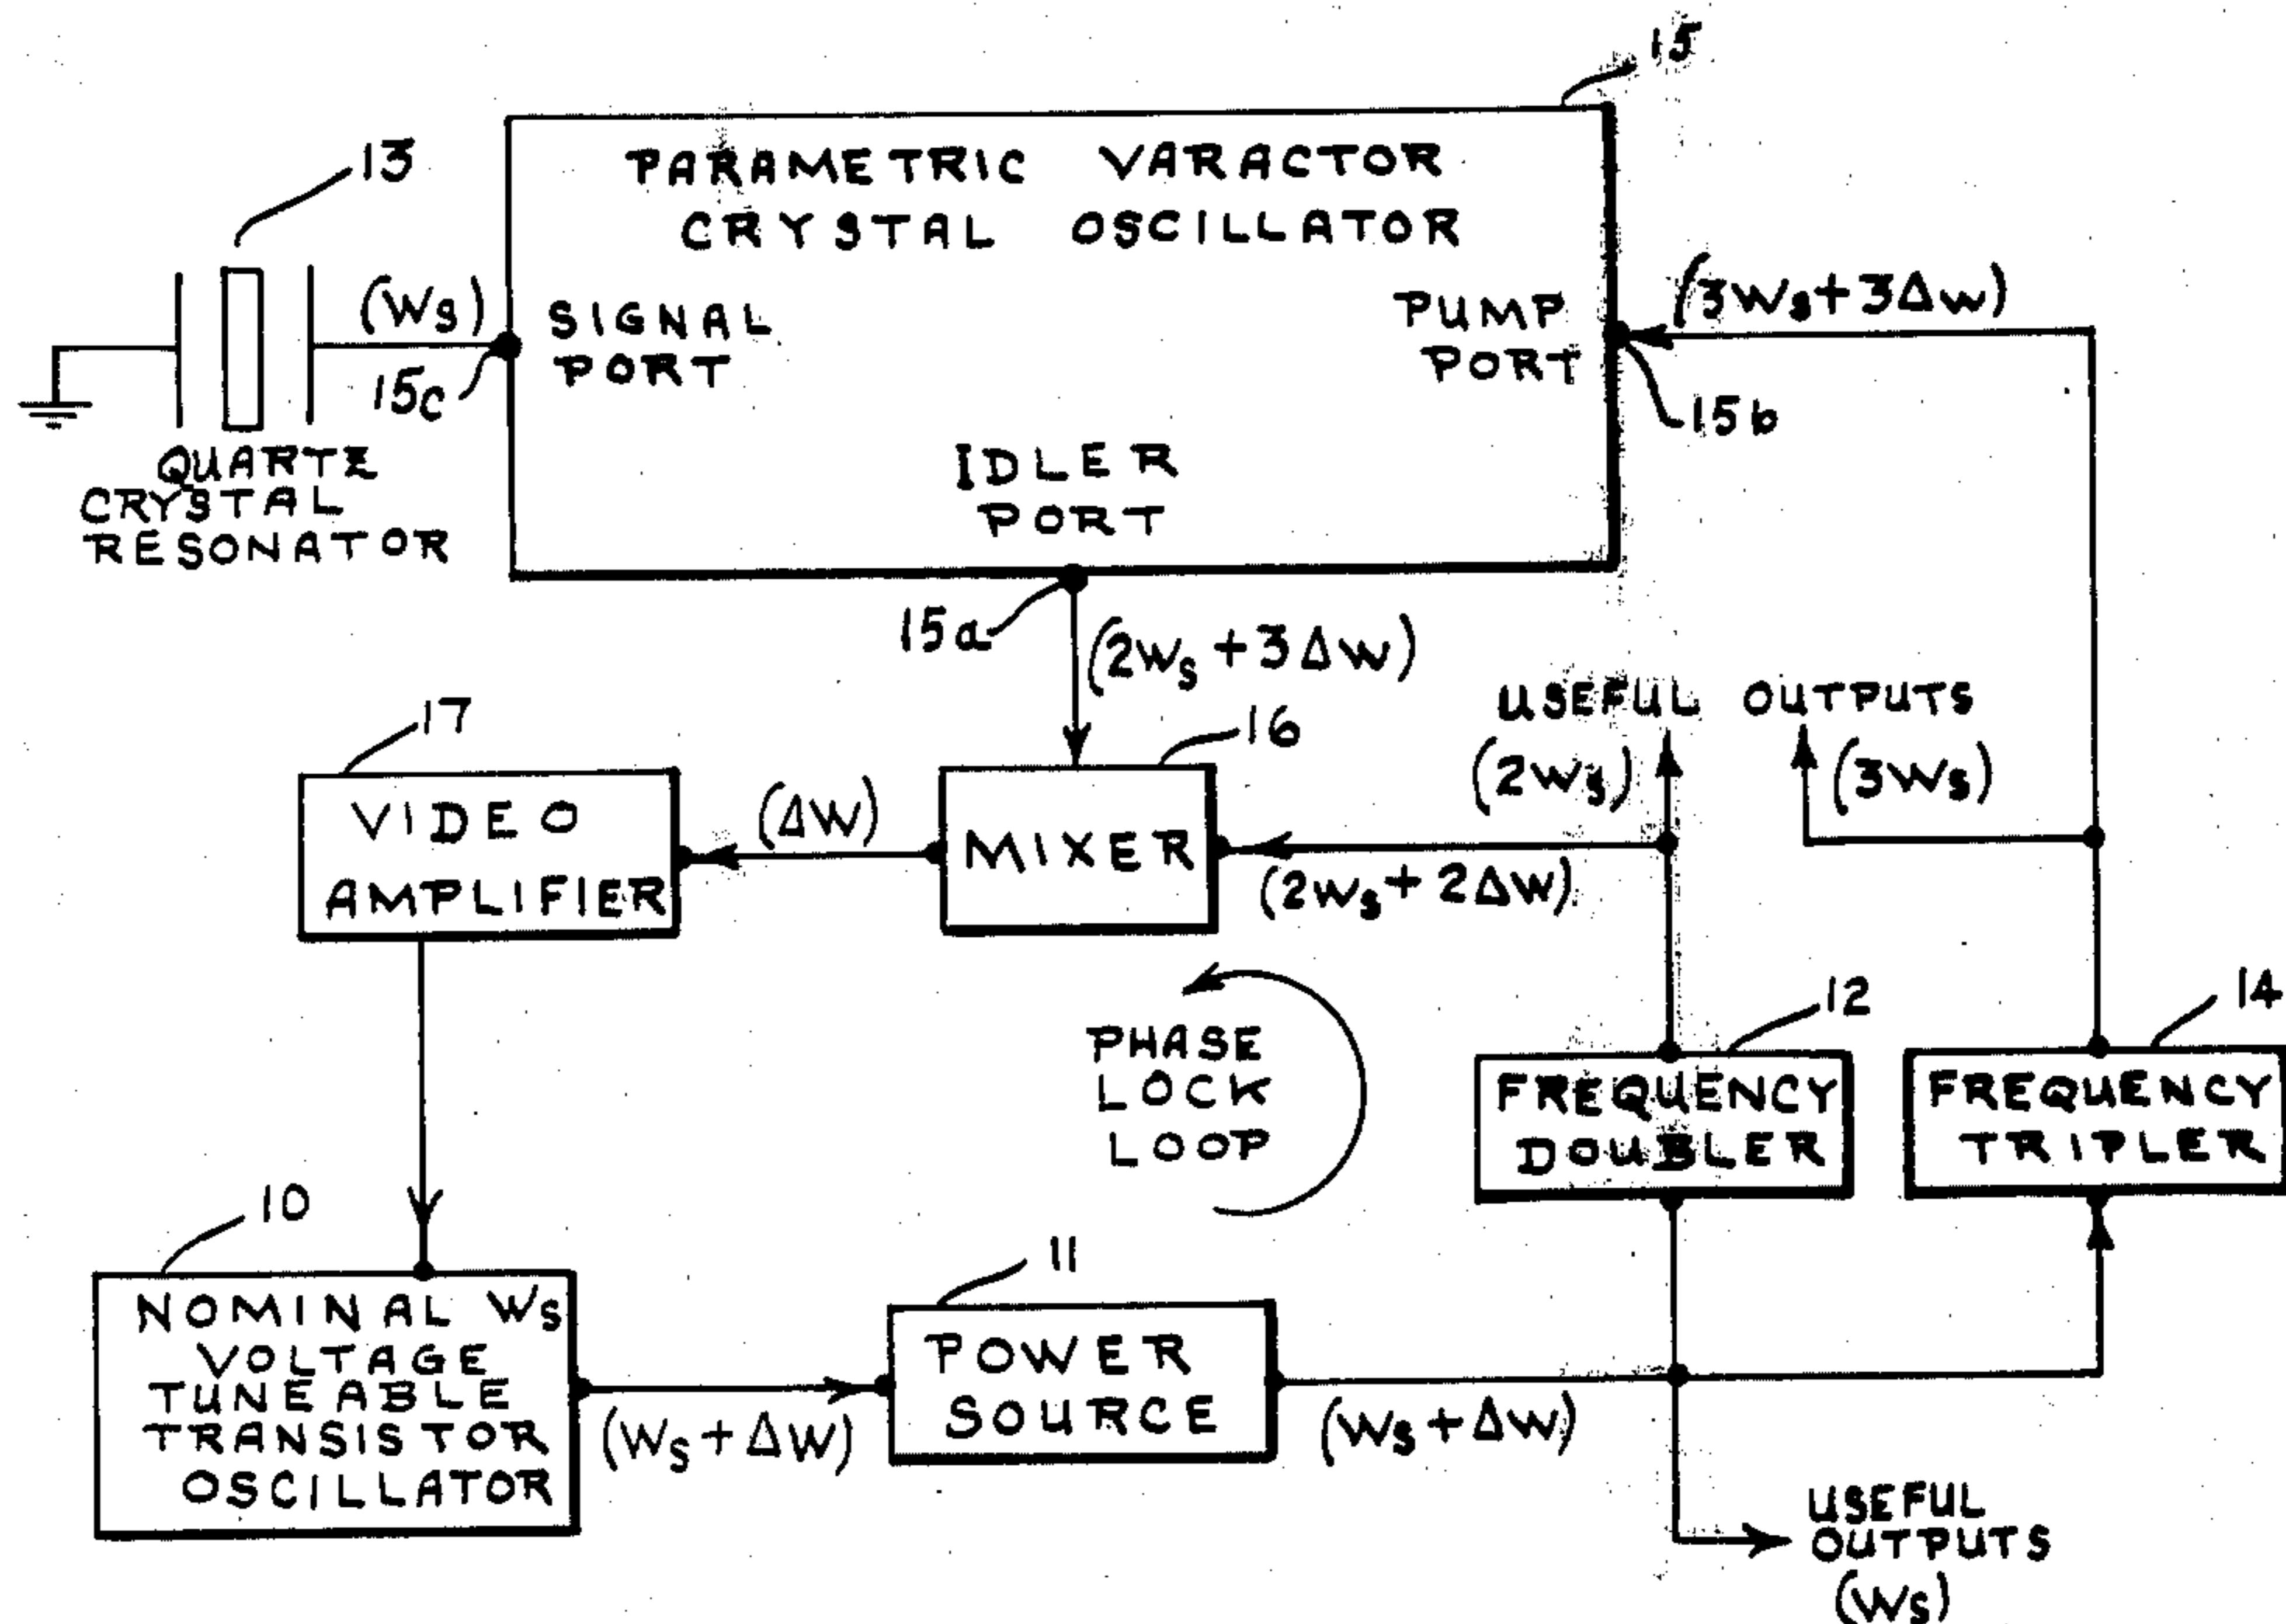 15
PARAMETRIC VARACTOR
CRYSTAL OSCILLATOR
13
(Ws)
SIGNAL
PORT
15c
PUMP
PORT
(3Ws+3ΔW)
15b
QUARTZ
CRYSTAL
RESONATOR
IDLER
PORT
15a
(2Ws+3ΔW)
17
VIDEO
AMPLIFIER
(ΔW)
16
MIXER
USEFUL OUTPUTS
(2Ws)
(3Ws)
(2Ws+2ΔW)
PHASE
LOCK
LOOP
12
FREQUENCY
DOUBLER
14
FREQUENCY
TRIPLER
10
NOMINAL Ws
VOLTAGE
TUNEABLE
TRANSISTOR
OSCILLATOR
(Ws+ΔW)
11
POWER
SOURCE
(Ws+ΔW)
USEFUL
OUTPUTS
(Ws)